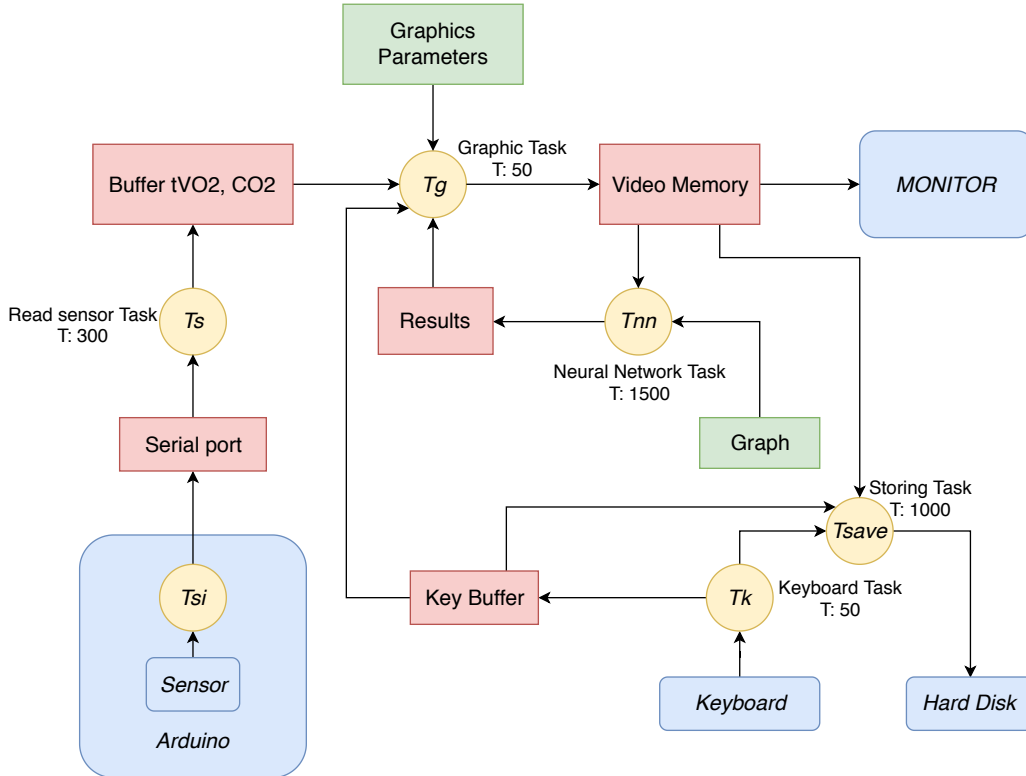 Graphics
Parameters
Graphic Task
T: 50
Buffer tVO2, CO2
Tg
Video Memory
MONITOR
Read sensor Task
T: 300
Ts
Results
Tnn
Neural Network Task
T: 1500
Serial port
Graph
Storing Task
T: 1000
Tsave
Tsi
Key Buffer
Tk
Keyboard Task
T: 50
Sensor
Keyboard
Hard Disk
Arduino